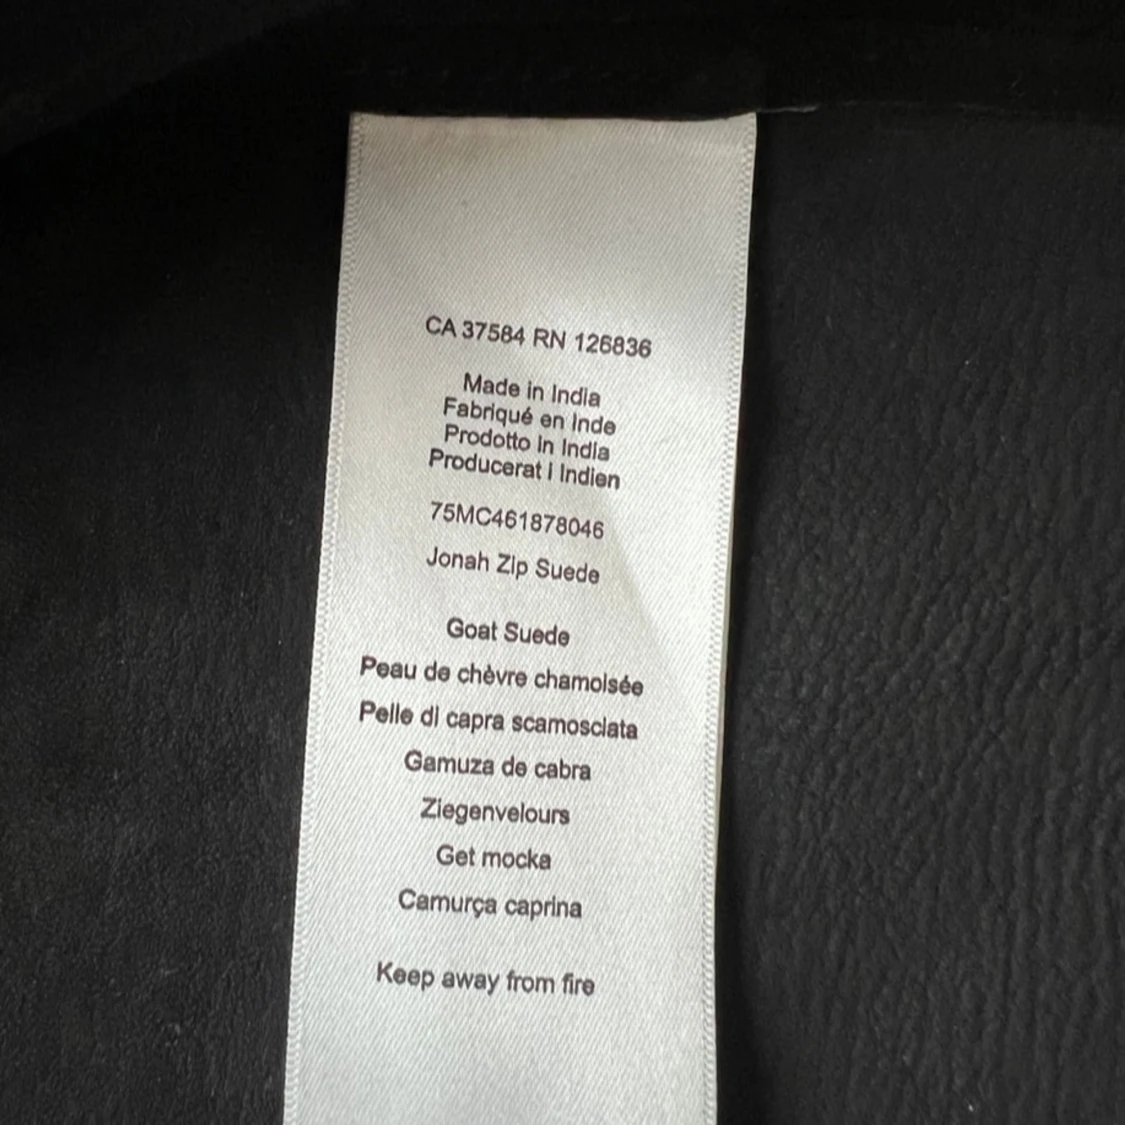 CA 37584 RN 126836
Made in India
Fabriqué en Inde
Prodotto in India
Producerat i Indien
75MC461878046
Jonah Zip Suede
Goat Suede
Peau de chèvre chamoisée
Pelle di capra scamosciata
Gamuza de cabra
Ziegenvelours
Get mocka
Camurça caprina
Keep away from fire